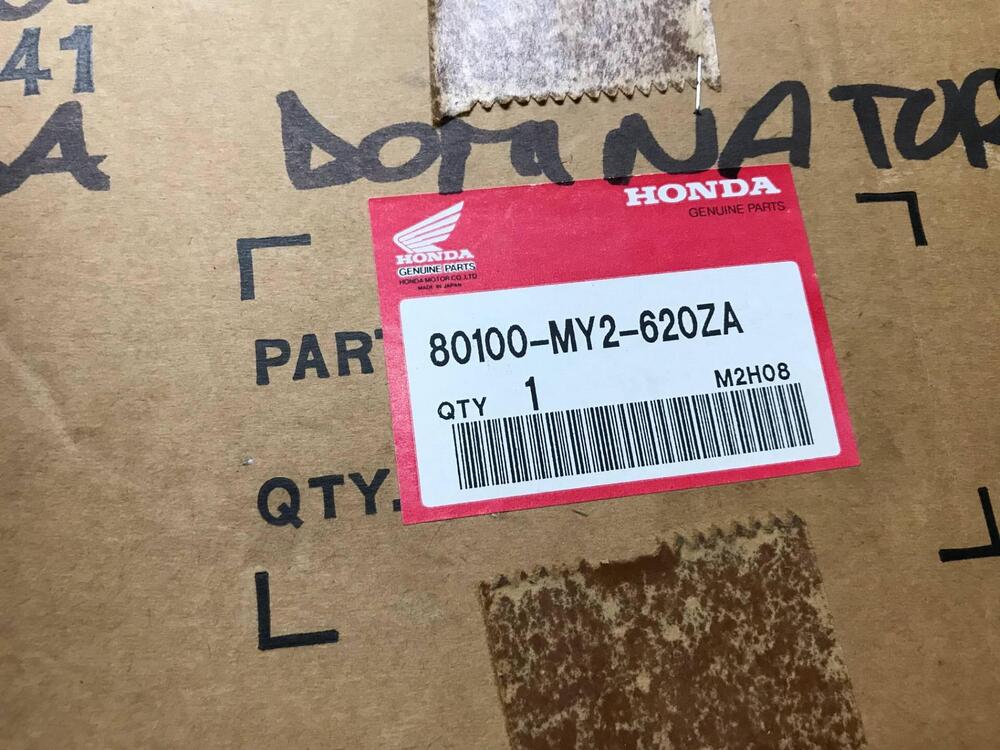 41
DOMINATOR
HONDA
GENUINE PARTS
HONDA
GENUINE PARTS
HONDA MOTOR CO., LTD
MADE IN JAPAN
PART
80100-MY2-620ZA
QTY 1
M2H08
QTY.